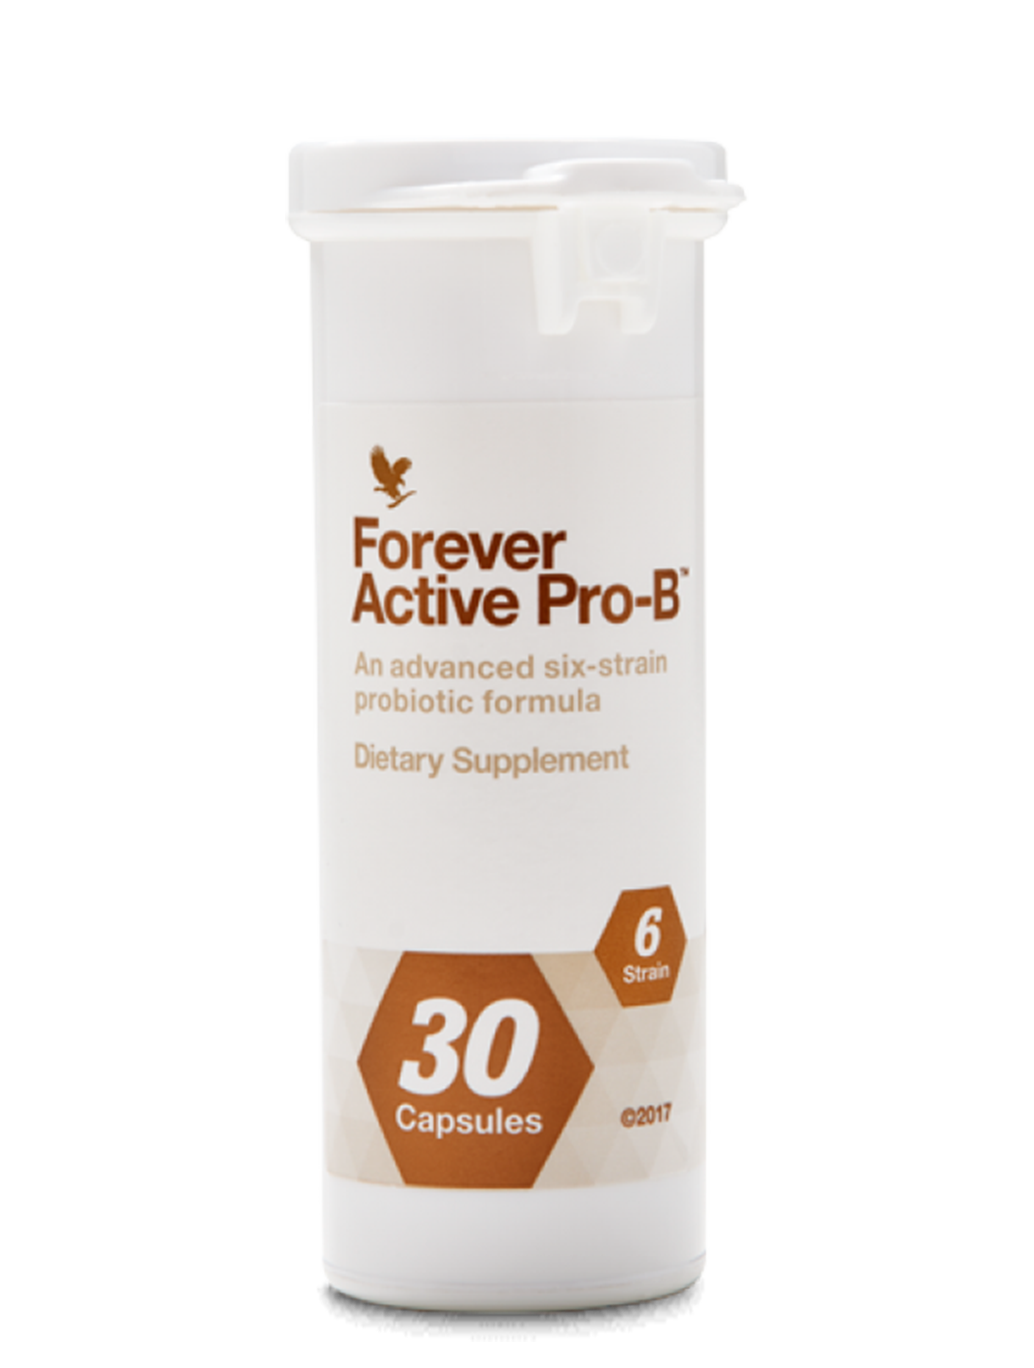 Forever
Active Pro-B™
An advanced six-strain
probiotic formula
Dietary Supplement
6
Strain
30
Capsules
©2017